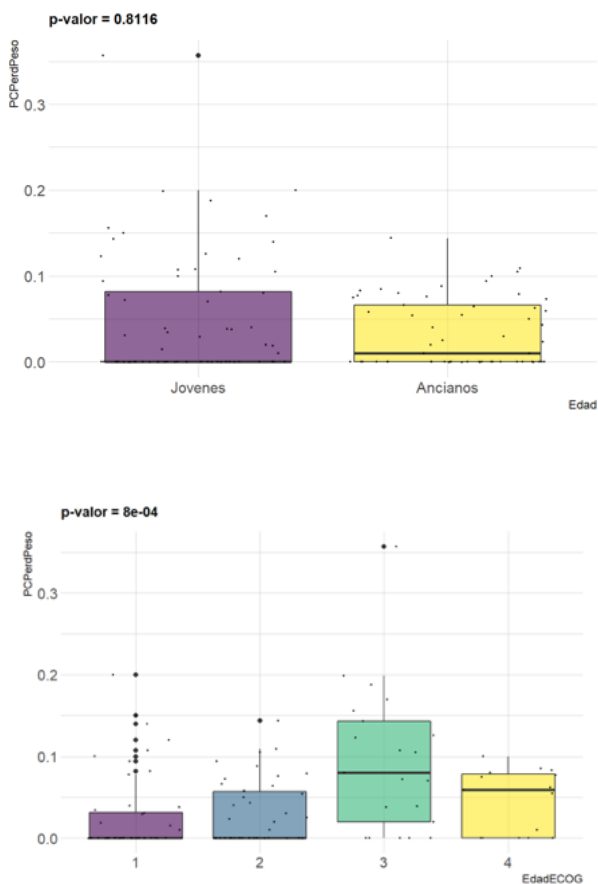 p-valor = 0.8116
PCPerdPeso
0.3
0.2
0.1
0.0
Jovenes Ancianos
Edad
p-valor = 8e-04
PCPerdPeso
0.3
0.2
0.1
0.0
1 2 3 4
EdadECOG